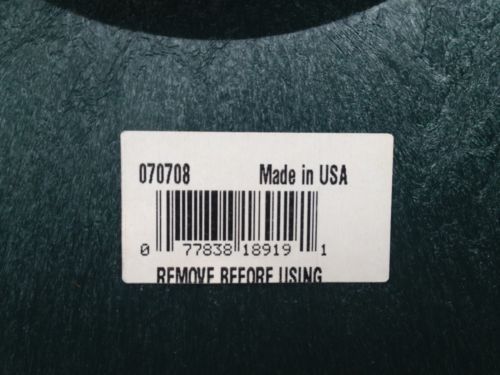 070708 Made in USA
0 77838 18919 1
REMOVE BEFORE USING